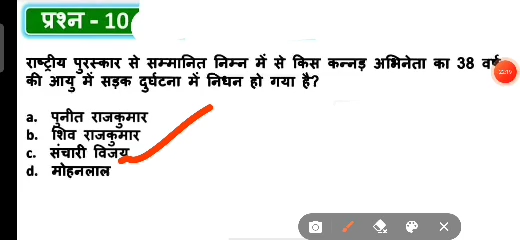 प्रश्न - 10
राष्ट्रीय पुरस्कार से सम्मानित निम्न में से किस कन्नड़ अभिनेता का 38 वर्ष
की आयु में सड़क दुर्घटना में निधन हो गया है?
a. पुनीत राजकुमार
b. शिव राजकुमार
c. संचारी विजय
d. मोहनलाल